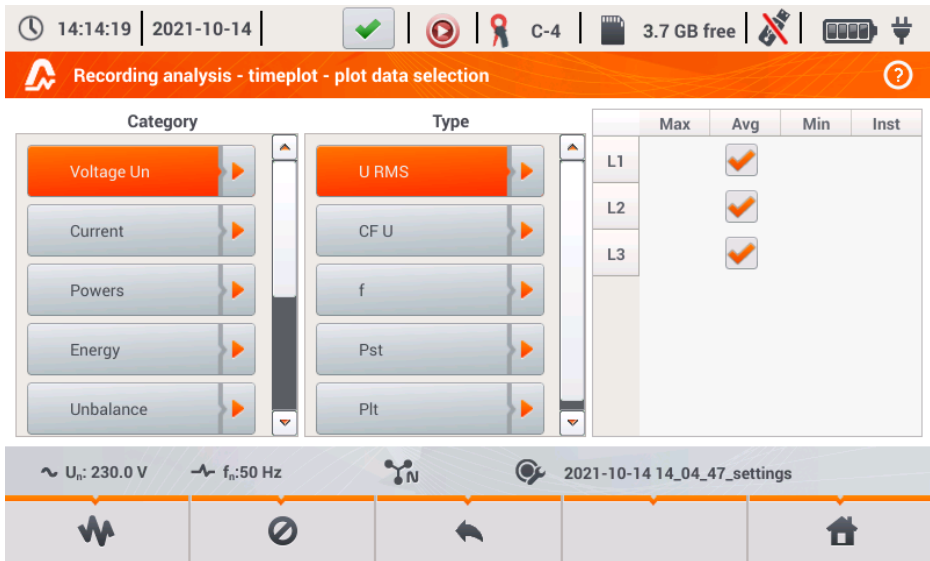 14:14:19 2021-10-14 C-4 3.7 GB free
Recording analysis - timeplot - plot data selection ?
Category
Voltage Un
Current
Powers
Energy
Unbalance
Type
U RMS
CF U
f
Pst
Plt
Max Avg Min Inst
L1
L2
L3
Un: 230.0 V fn:50 Hz N 2021-10-14 14_04_47_settings